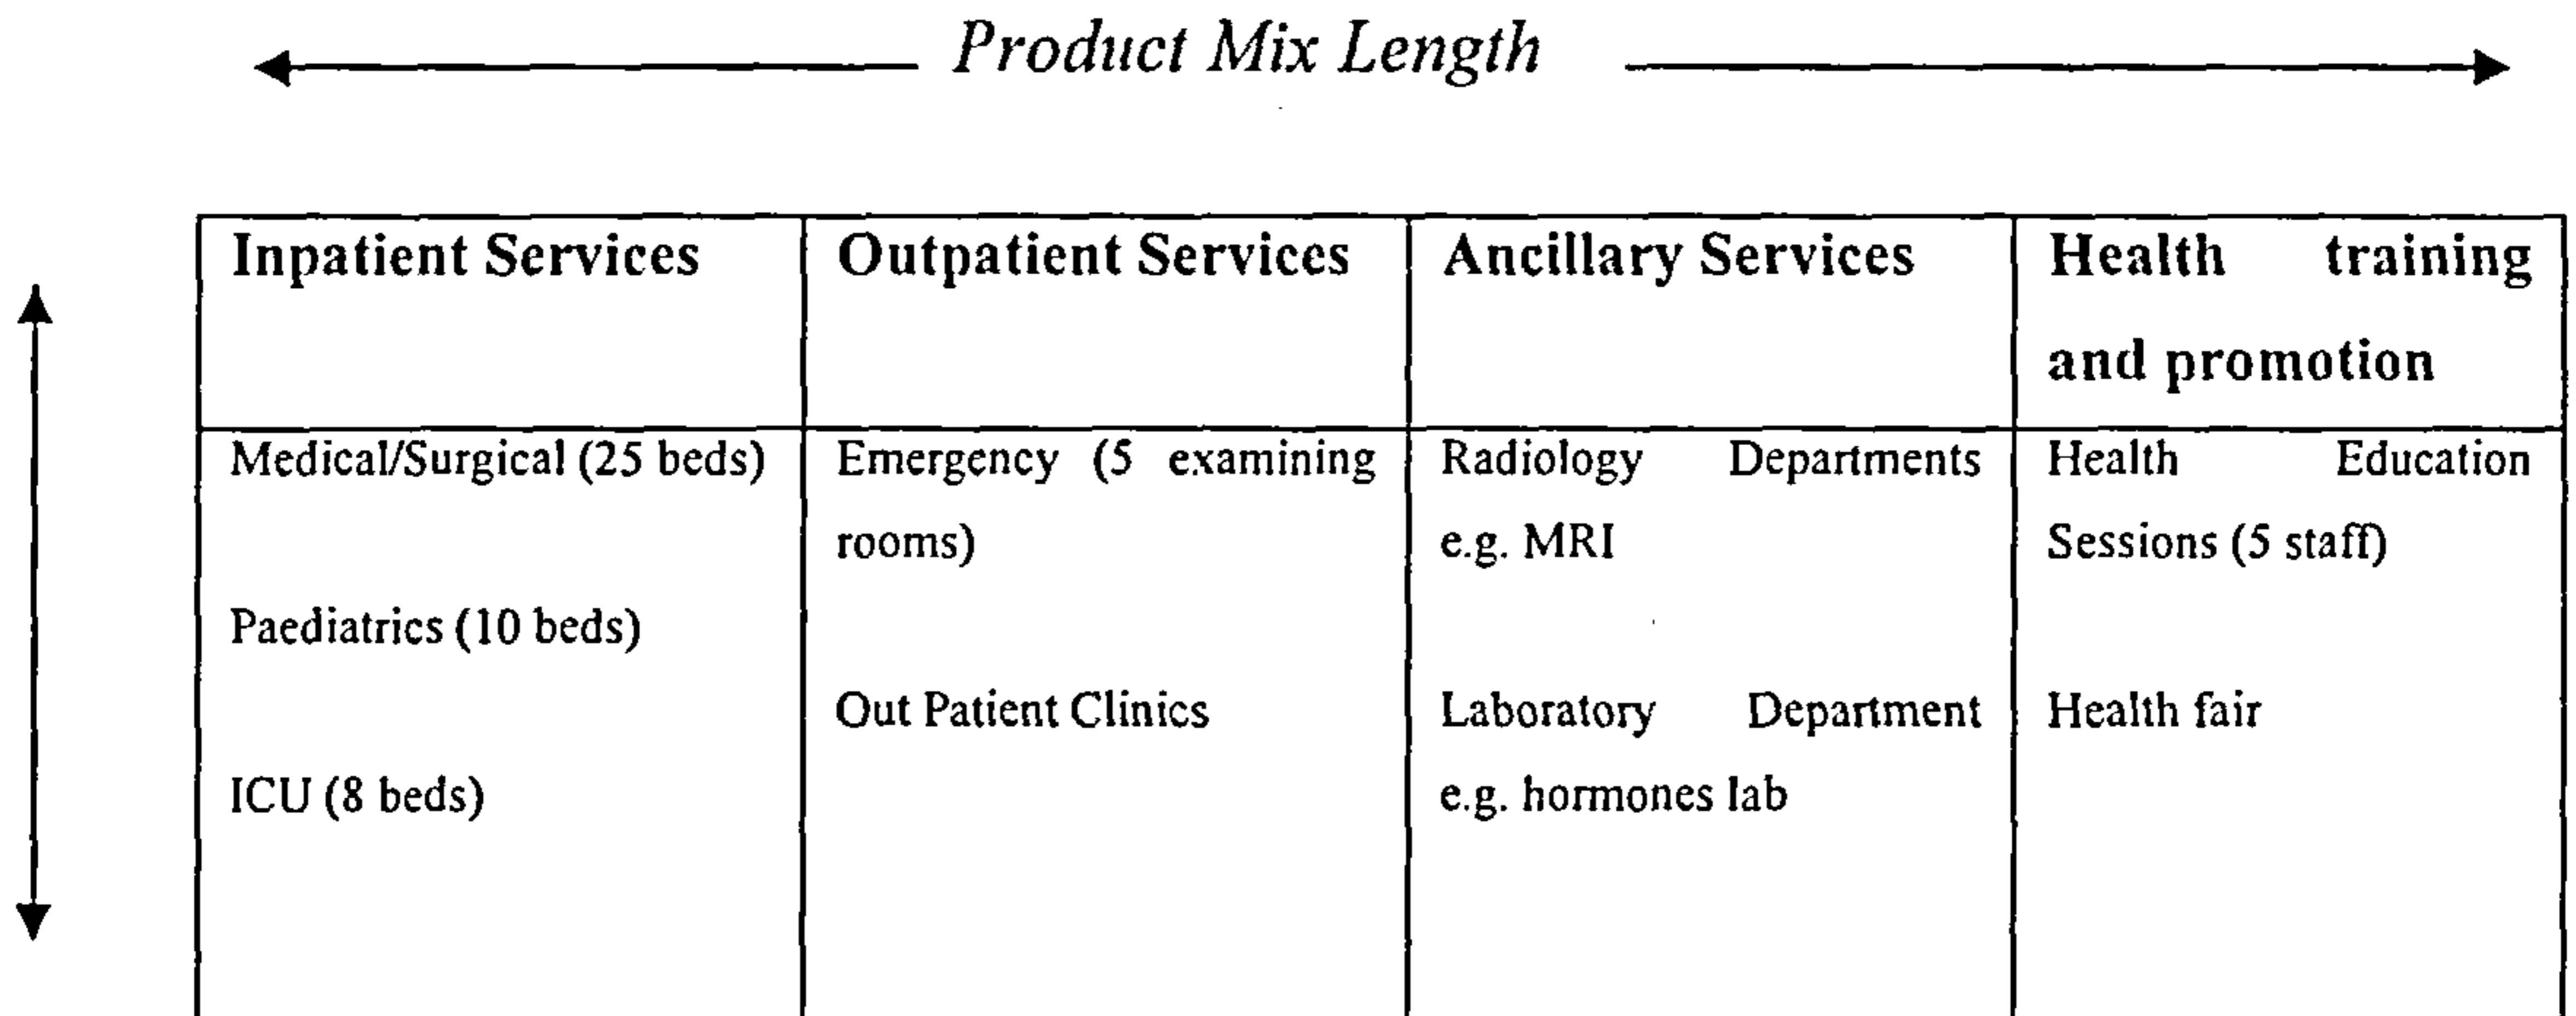 Product Mix Length
Inpatient Services
Outpatient Services
Ancillary Services
Health training
and promotion
Medical/Surgical (25 beds)
Paediatrics (10 beds)
ICU (8 beds)
Emergency (5 examining
rooms)
Out Patient Clinics
Radiology Departments
e.g. MRI
Laboratory Department
e.g. hormones lab
Health Education
Sessions (5 staff)
Health fair